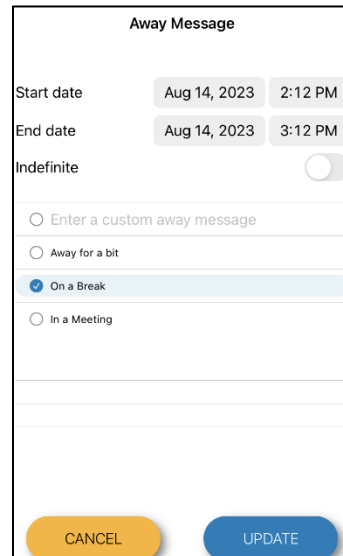 Away Message
Start date Aug 14, 2023 2:12 PM
End date Aug 14, 2023 3:12 PM
Indefinite
Enter a custom away message
Away for a bit
On a Break
In a Meeting
CANCEL UPDATE